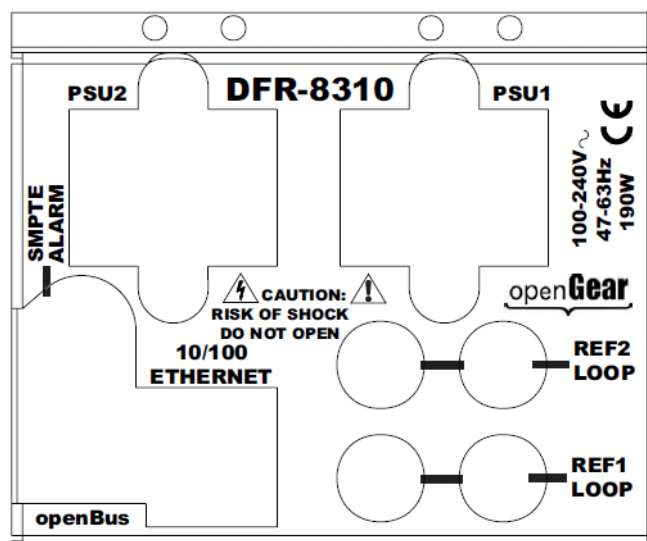 PSU2
DFR-8310
PSU1
100-240V~
47-63Hz
190W
CE
SMPTE
ALARM
CAUTION:
RISK OF SHOCK
DO NOT OPEN
openGear
10/100
ETHERNET
REF2
LOOP
REF1
LOOP
openBus